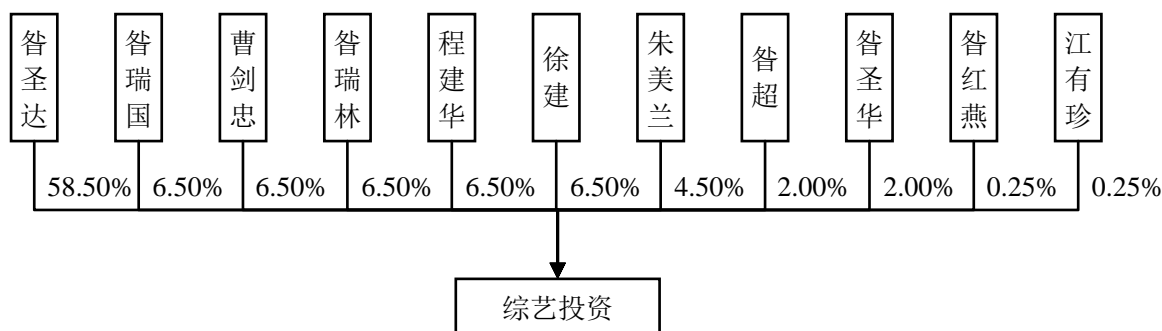 昝圣达
昝瑞国
曹剑忠
昝瑞林
程建华
徐建
朱美兰
昝超
昝圣华
昝红燕
江有珍
58.50% 6.50% 6.50% 6.50% 6.50% 6.50% 4.50% 2.00% 2.00% 0.25% 0.25%
综艺投资